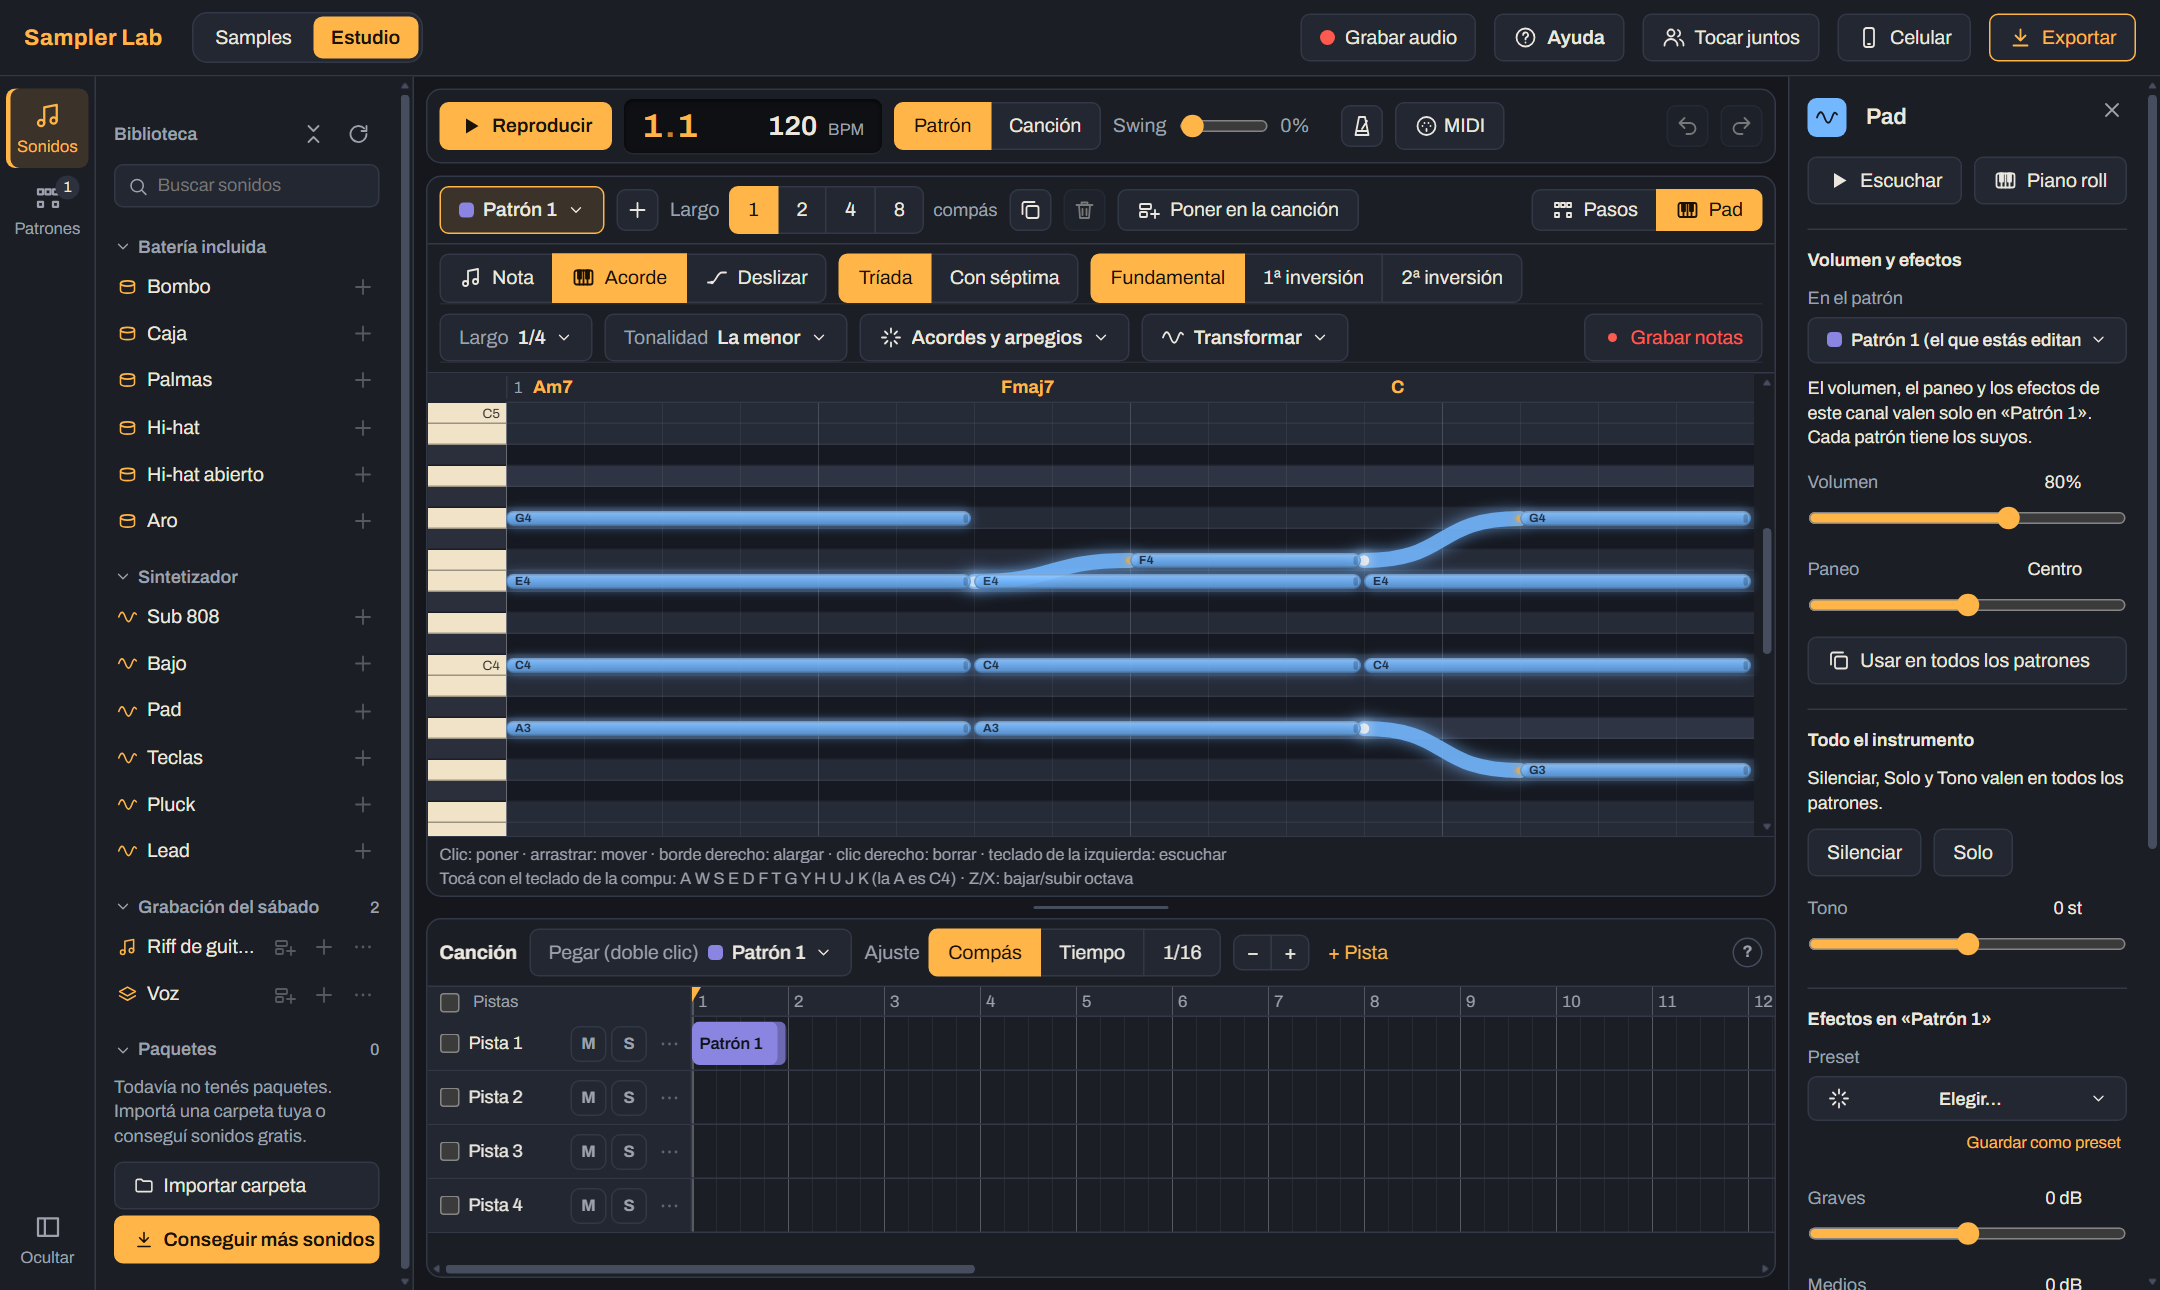 Sampler Lab
Samples
Estudio
Grabar audio
Ayuda
Tocar juntos
Celular
Exportar
Sonidos
1
Patrones
Ocultar
Biblioteca
Buscar sonidos
Batería incluida
Bombo
Caja
Palmas
Hi-hat
Hi-hat abierto
Aro
Sintetizador
Sub 808
Bajo
Pad
Teclas
Pluck
Lead
Grabación del sábado 2
Riff de guit...
Voz
Paquetes 0
Todavía no tenés paquetes.
Importá una carpeta tuya o
conseguí sonidos gratis.
Importar carpeta
Conseguir más sonidos
Reproducir
1.1
120 BPM
Patrón
Canción
Swing
0%
MIDI
Patrón 1
Largo
1
2
4
8
compás
Poner en la canción
Pasos
Pad
Nota
Acorde
Deslizar
Tríada
Con séptima
Fundamental
1ª inversión
2ª inversión
Largo 1/4
Tonalidad La menor
Acordes y arpegios
Transformar
Grabar notas
1 Am7
Fmaj7
C
C5
G4
G4
F4
E4
E4
E4
C4
C4
C4
C4
A3
A3
G3
Clic: poner · arrastrar: mover · borde derecho: alargar · clic derecho: borrar · teclado de la izquierda: escuchar
Tocá con el teclado de la compu: A W S E D F T G Y H U J K (la A es C4) · Z/X: bajar/subir octava
Canción
Pegar (doble clic) Patrón 1
Ajuste
Compás
Tiempo
1/16
−
+
+ Pista
?
Pistas
1
2
3
4
5
6
7
8
9
10
11
12
Pista 1
M
S
Patrón 1
Pista 2
M
S
Pista 3
M
S
Pista 4
M
S
Pad
Escuchar
Piano roll
Volumen y efectos
En el patrón
Patrón 1 (el que estás editan
El volumen, el paneo y los efectos de
este canal valen solo en «Patrón 1».
Cada patrón tiene los suyos.
Volumen 80%
Paneo Centro
Usar en todos los patrones
Todo el instrumento
Silenciar, Solo y Tono valen en todos los
patrones.
Silenciar
Solo
Tono 0 st
Efectos en «Patrón 1»
Preset
Elegir...
Guardar como preset
Graves 0 dB
Medios 0 dB